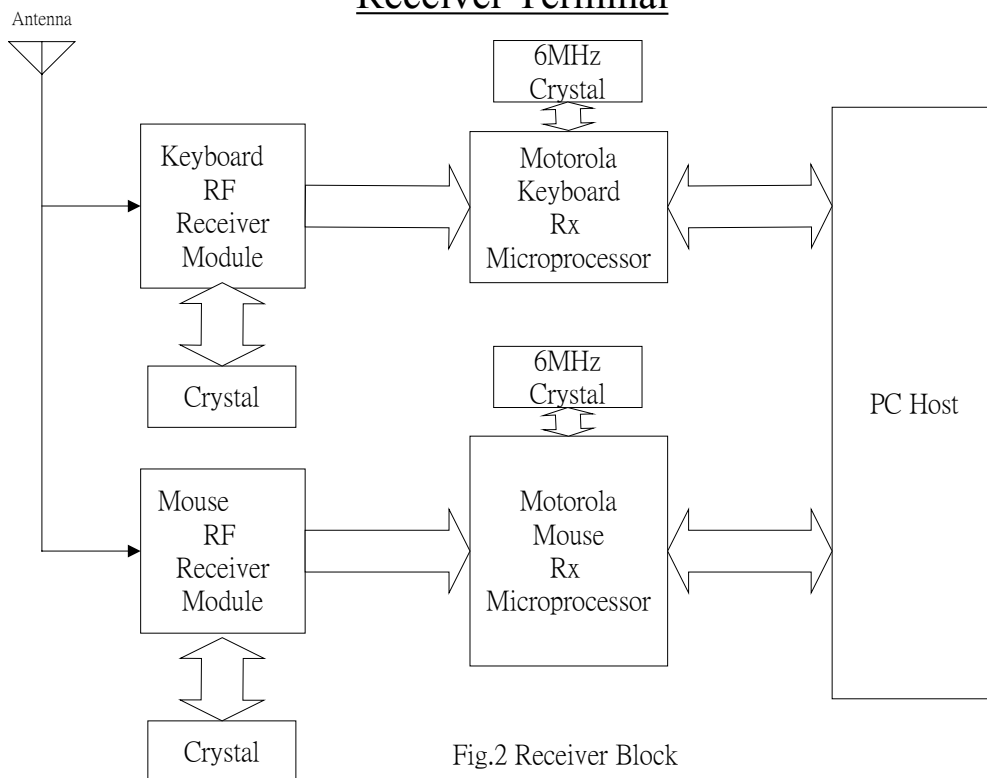 Receiver Terminal
Antenna
6MHz
Crystal
Keyboard
RF
Receiver
Module
Motorola
Keyboard
Rx
Microprocessor
Crystal
6MHz
Crystal
PC Host
Mouse
RF
Receiver
Module
Motorola
Mouse
Rx
Microprocessor
Crystal
Fig.2 Receiver Block